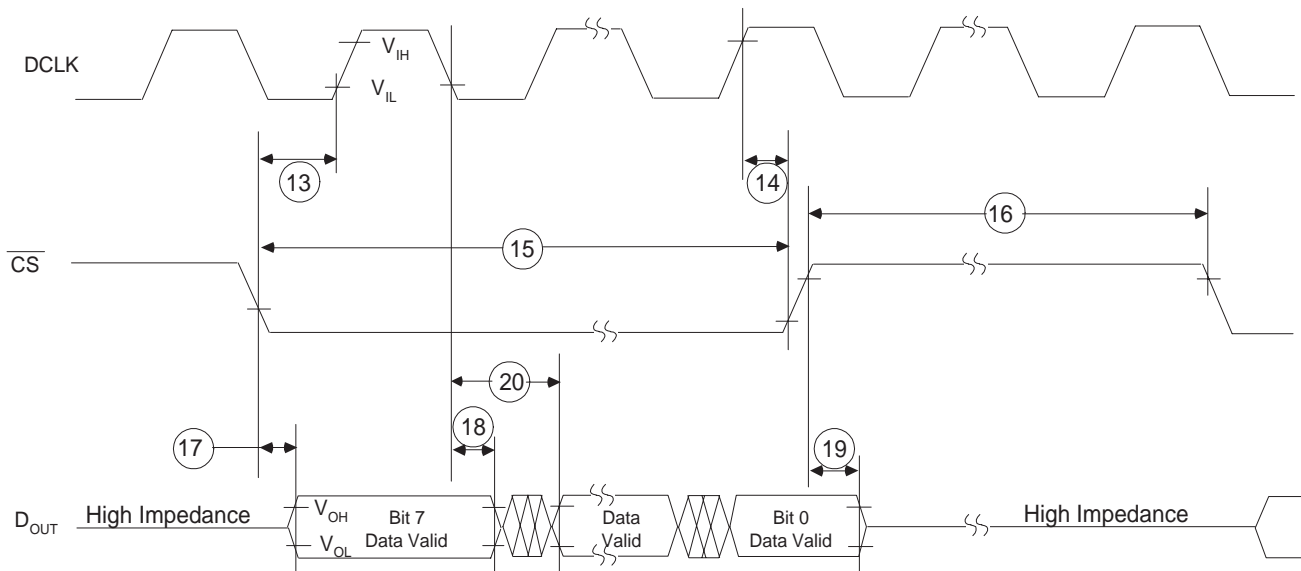 DCLK
V_IH
V_IL
13
14
16
15
CS
20
18
17
19
D_OUT
High Impedance
V_OH
V_OL
Bit 7
Data Valid
Data
Valid
Bit 0
Data Valid
High Impedance